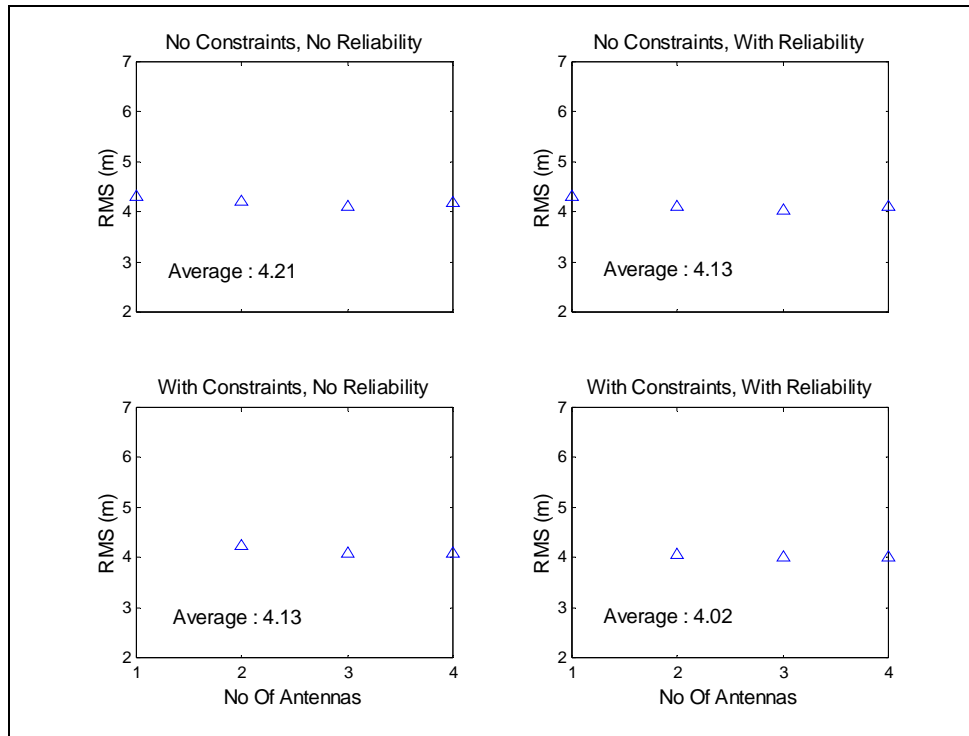 No Constraints, No Reliability
7
6
5
4
3
2
RMS (m)
Average : 4.21
No Constraints, With Reliability
7
6
5
4
3
2
RMS (m)
Average : 4.13
With Constraints, No Reliability
7
6
5
4
3
2
RMS (m)
Average : 4.13
1 2 3 4
No Of Antennas
With Constraints, With Reliability
7
6
5
4
3
2
RMS (m)
Average : 4.02
1 2 3 4
No Of Antennas